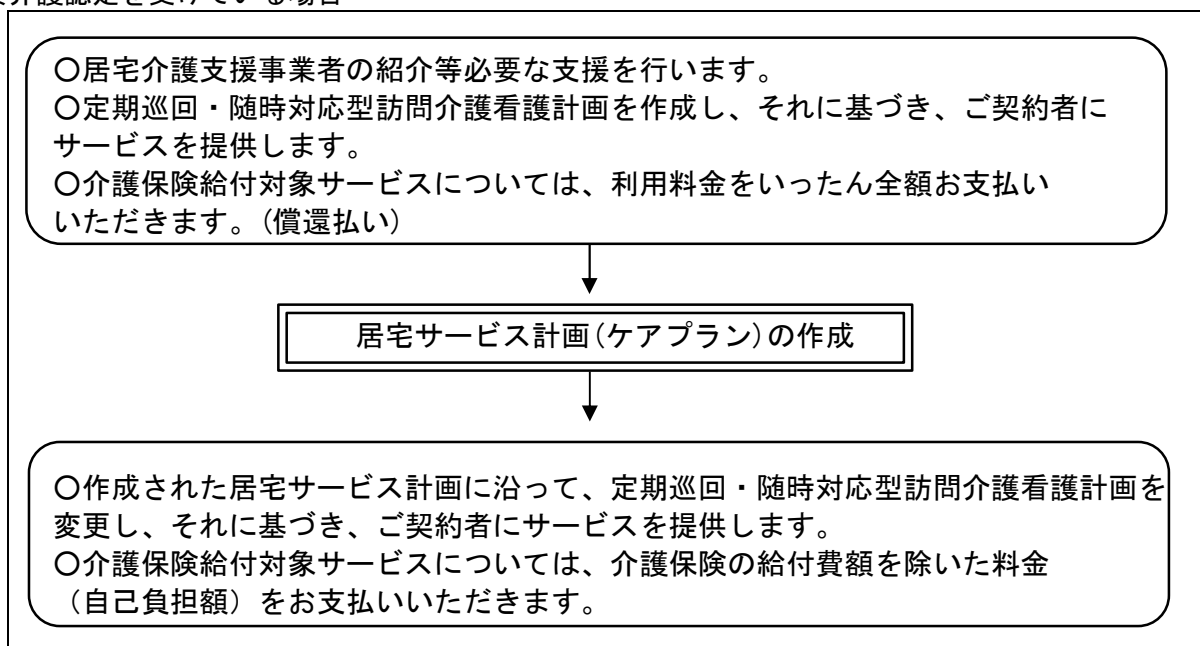 〇居宅介護支援事業者の紹介等必要な支援を行います。
〇定期巡回・随時対応型訪問介護看護計画を作成し、それに基づき、ご契約者に
サービスを提供します。
〇介護保険給付対象サービスについては、利用料金をいったん全額お支払い
いただきます。(償還払い)
居宅サービス計画(ケアプラン)の作成
〇作成された居宅サービス計画に沿って、定期巡回・随時対応型訪問介護看護計画を
変更し、それに基づき、ご契約者にサービスを提供します。
〇介護保険給付対象サービスについては、介護保険の給付費額を除いた料金
（自己負担額）をお支払いいただきます。